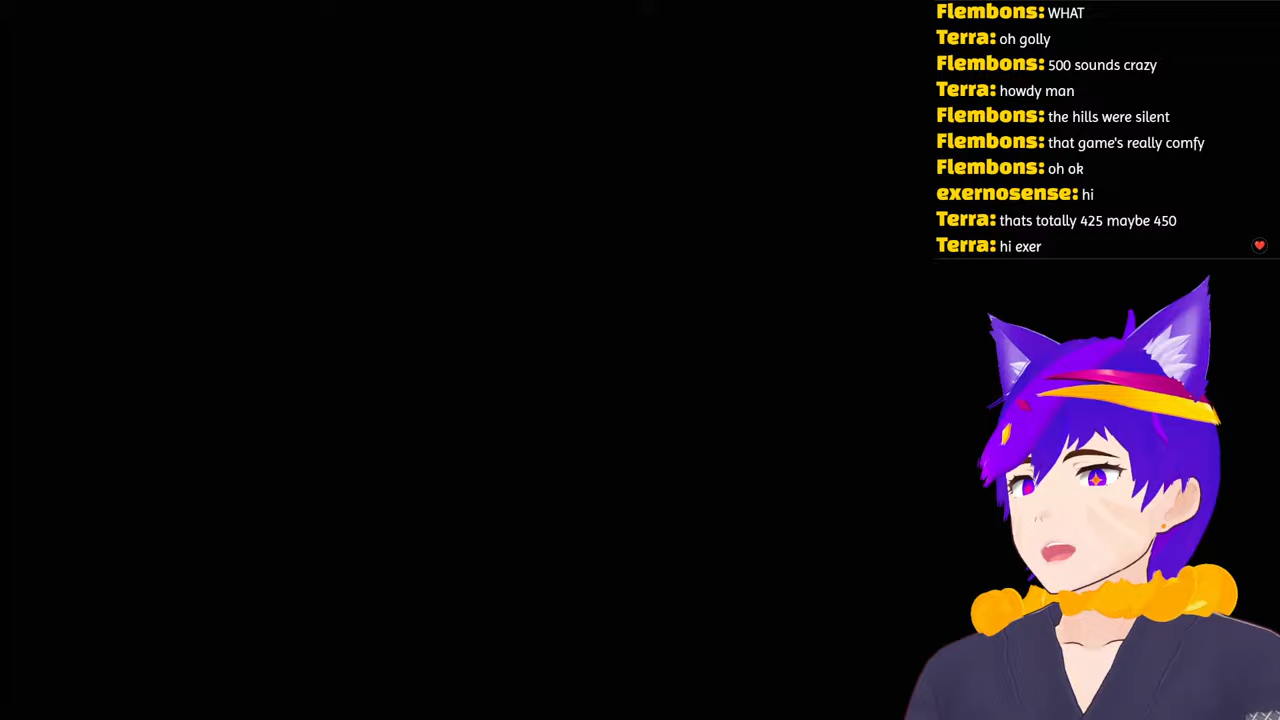 Flembons: WHAT
Terra: oh golly
Flembons: 500 sounds crazy
Terra: howdy man
Flembons: the hills were silent
Flembons: that game's really comfy
Flembons: oh ok
exernosense: hi
Terra: thats totally 425 maybe 450
Terra: hi exer